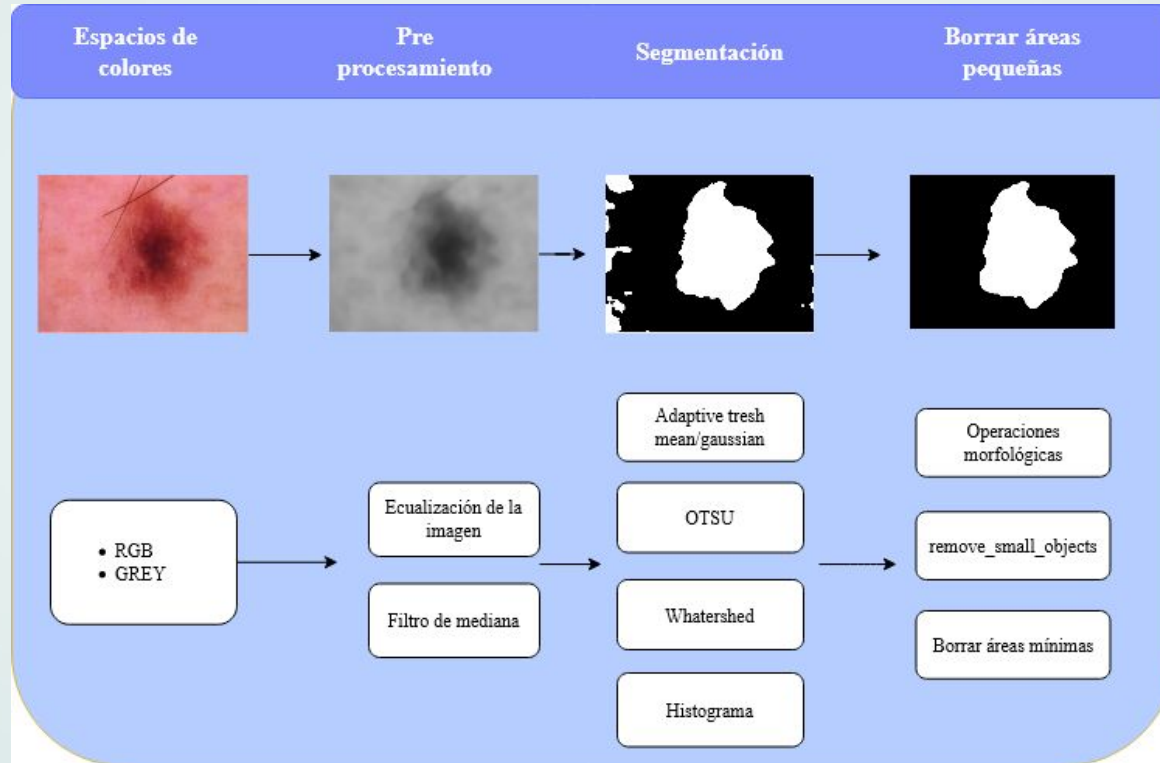 Espacios de
colores
Pre
procesamiento
Segmentación
Borrar áreas
pequeñas
• RGB
• GREY
Ecualización de la
imagen
Filtro de mediana
Adaptive tresh
mean/gaussian
OTSU
Whatershed
Histograma
Operaciones
morfológicas
remove_small_objects
Borrar áreas mínimas